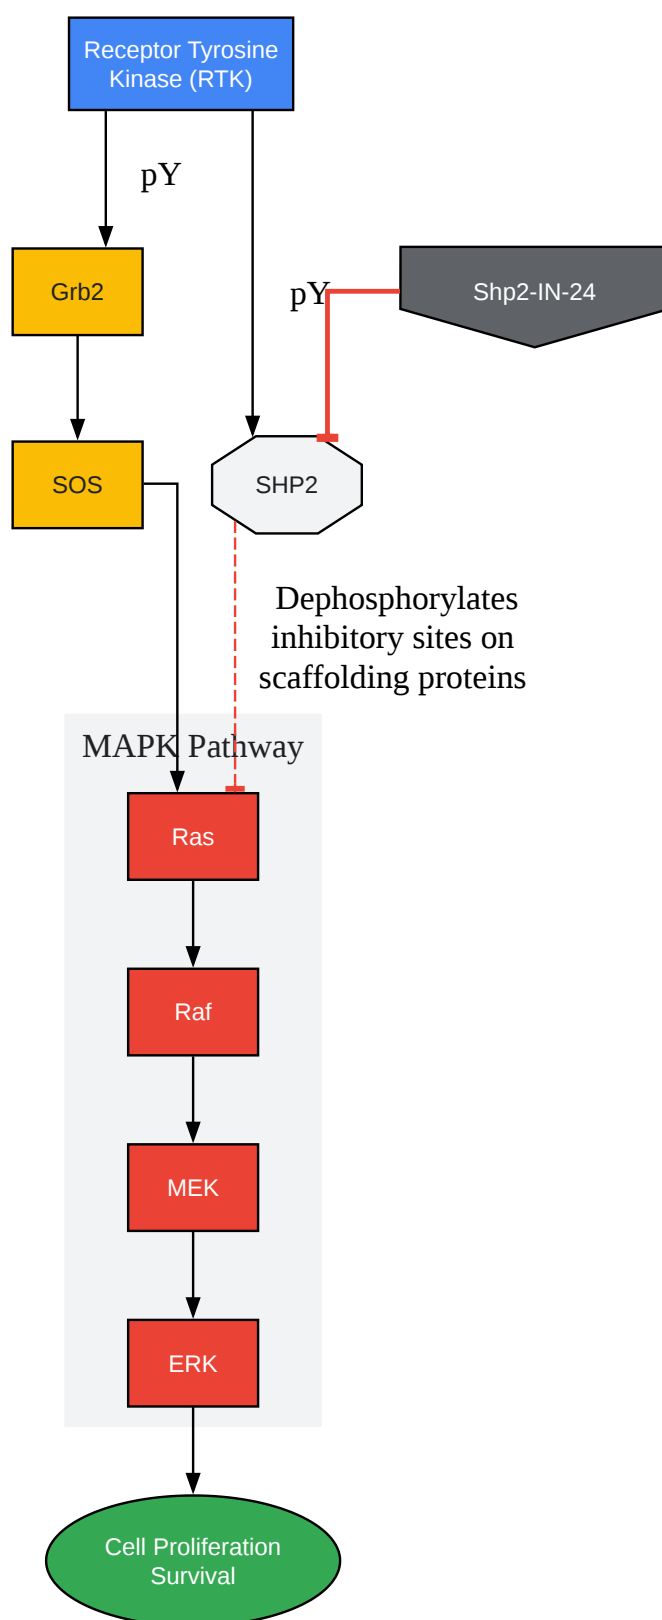 Receptor Tyrosine
Kinase (RTK)
pY
Grb2
pY
Shp2-IN-24
SOS
SHP2
Dephosphorylates
inhibitory sites on
scaffolding proteins
MAPK Pathway
Ras
Raf
MEK
ERK
Cell Proliferation
Survival